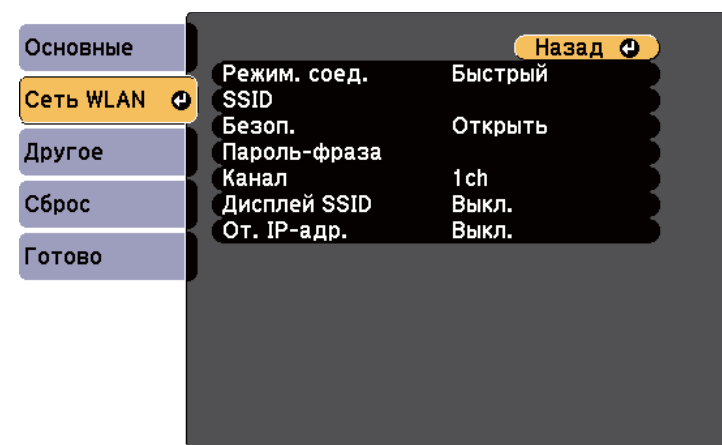 Основные
Сеть WLAN
Другое
Сброс
Готово
Назад
Режим. соед. Быстрый
SSID
Безоп. Открыть
Пароль-фраза
Канал 1ch
Дисплей SSID Выкл.
От. IP-адр. Выкл.